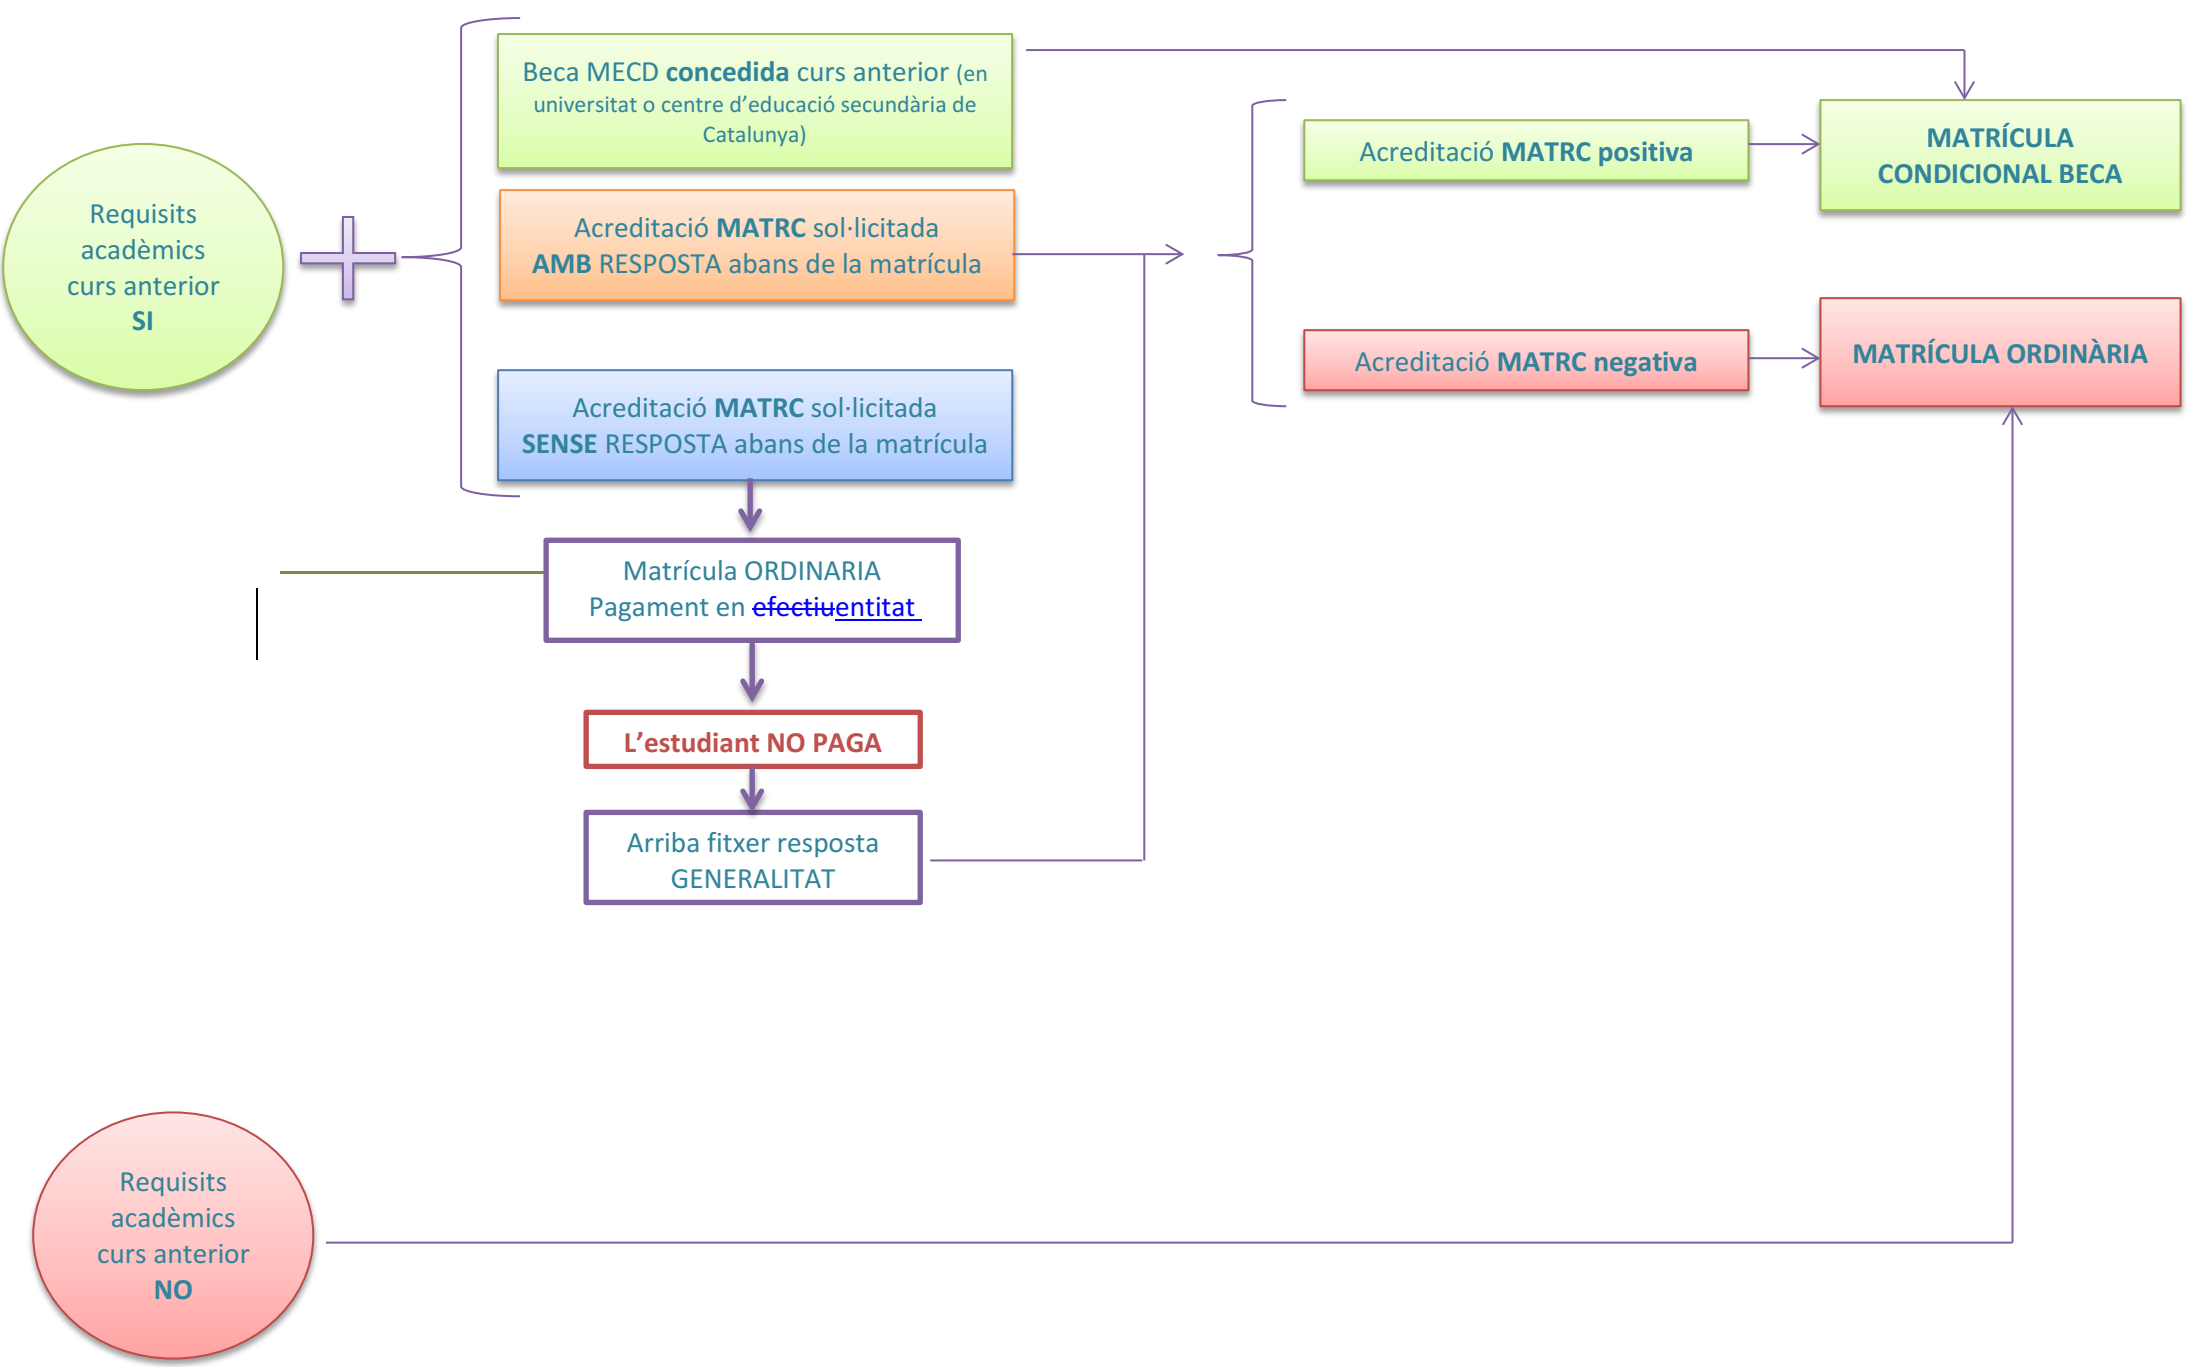 Beca MECD concedida curs anterior (en
universitat o centre d'educació secundària de
Catalunya)
Requisits
acadèmics
curs anterior
SI
Acreditació MATRC sol·licitada
AMB RESPOSTA abans de la matrícula
Acreditació MATRC sol·licitada
SENSE RESPOSTA abans de la matrícula
Matrícula ORDINARIA
Pagament en efectiuentitat
L'estudiant NO PAGA
Arriba fitxer resposta
GENERALITAT
Acreditació MATRC positiva
MATRÍCULA
CONDICIONAL BECA
Acreditació MATRC negativa
MATRÍCULA ORDINÀRIA
Requisits
acadèmics
curs anterior
NO